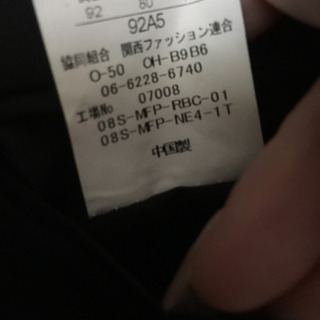 92 80
92A5
協同組合 関西ファッション連合
O-50 OH-B9B6
06-6228-6740
工場No 07008
08S-MFP-RBC-01
08S-MFP-NE4-1T
中国製